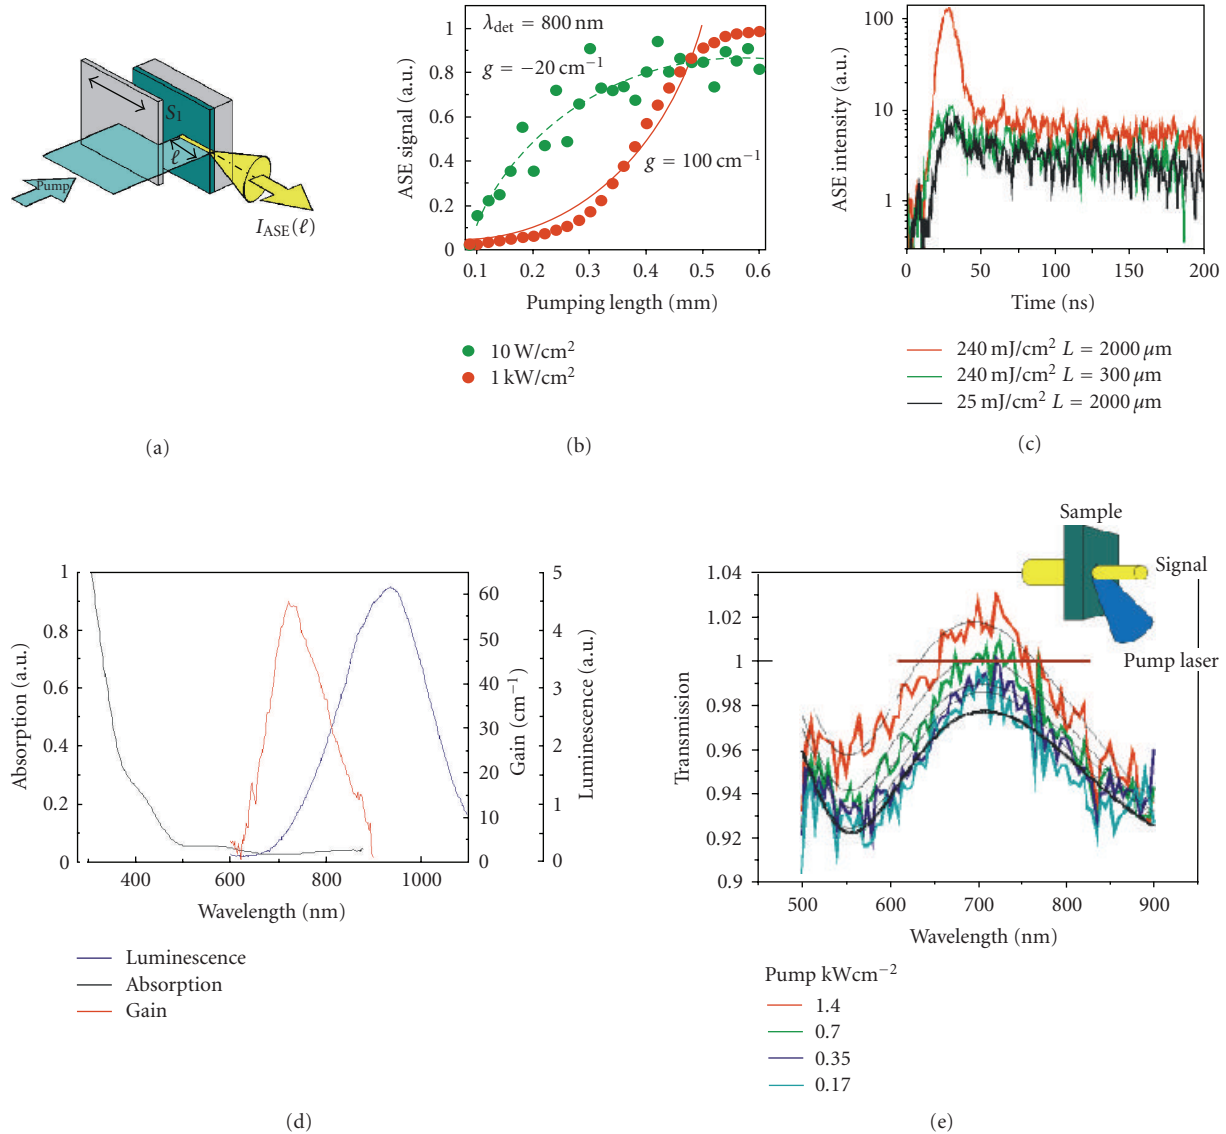 S₁
ℓ
Pump
I_ASE(ℓ)
(a)
λ_det = 800 nm
g = −20 cm⁻¹
g = 100 cm⁻¹
ASE signal (a.u.)
1
0.8
0.6
0.4
0.2
0
0.1 0.2 0.3 0.4 0.5 0.6
Pumping length (mm)
10 W/cm²
1 kW/cm²
(b)
ASE intensity (a.u.)
100
10
1
0 50 100 150 200
Time (ns)
240 mJ/cm² L = 2000 μm
240 mJ/cm² L = 300 μm
25 mJ/cm² L = 2000 μm
(c)
Absorption (a.u.)
1
0.8
0.6
0.4
0.2
0
400 600 800 1000
Wavelength (nm)
60
50
40
30
20
10
0
Gain (cm⁻¹)
5
4
3
2
1
0
Luminescence (a.u.)
Luminescence
Absorption
Gain
(d)
Sample
Signal
Pump laser
Transmission
1.04
1.02
1
0.98
0.96
0.94
0.92
0.9
500 600 700 800 900
Wavelength (nm)
Pump kWcm⁻²
1.4
0.7
0.35
0.17
(e)